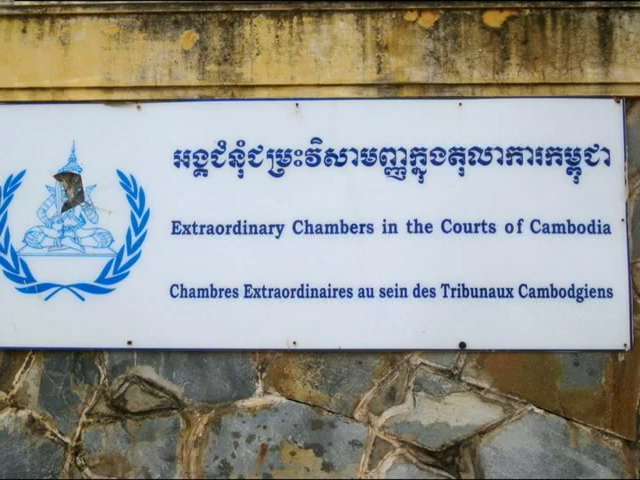 អង្គជំនុំជម្រះវិសាមញ្ញក្នុងតុលាការកម្ពុជា
Extraordinary Chambers in the Courts of Cambodia
Chambres Extraordinaires au sein des Tribunaux Cambodgiens